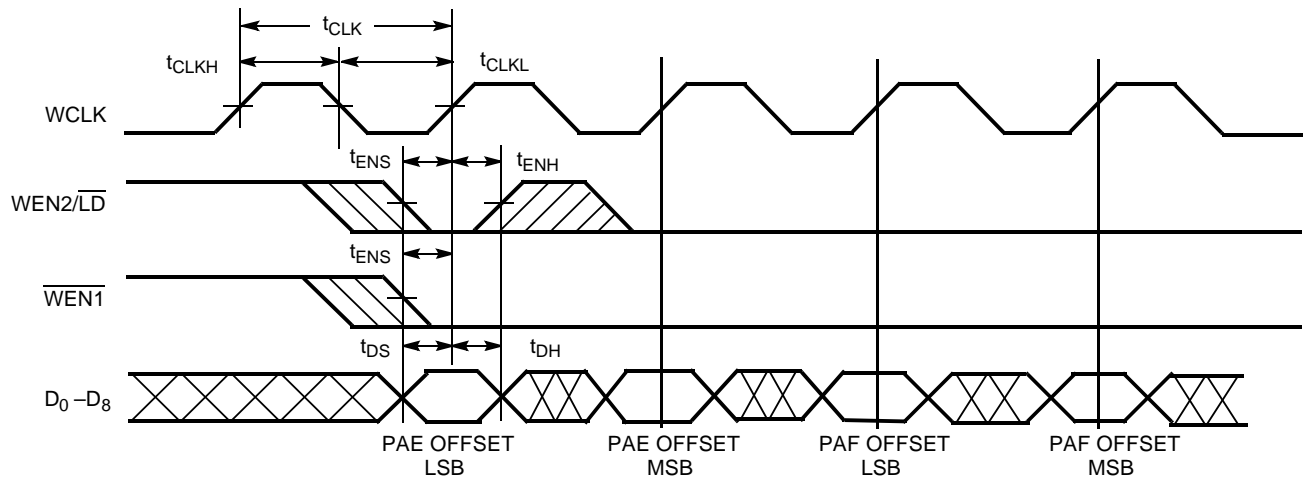 tCLK
tCLKH
tCLKL
WCLK
tENS
tENH
WEN2/LD
tENS
WEN1
tDS
tDH
D0 –D8
PAE OFFSET
LSB
PAE OFFSET
MSB
PAF OFFSET
LSB
PAF OFFSET
MSB